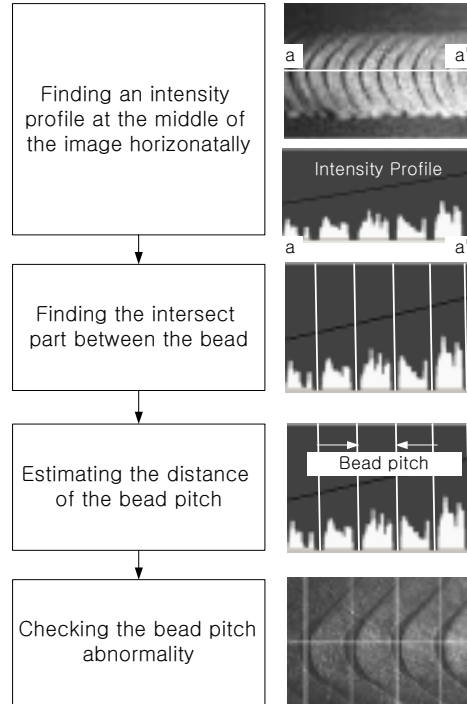 Finding an intensity
profile at the middle of
the image horizonatally
a
a'
Intensity Profile
a
a'
Finding the intersect
part between the bead
Estimating the distance
of the bead pitch
Bead pitch
Checking the bead pitch
abnormality